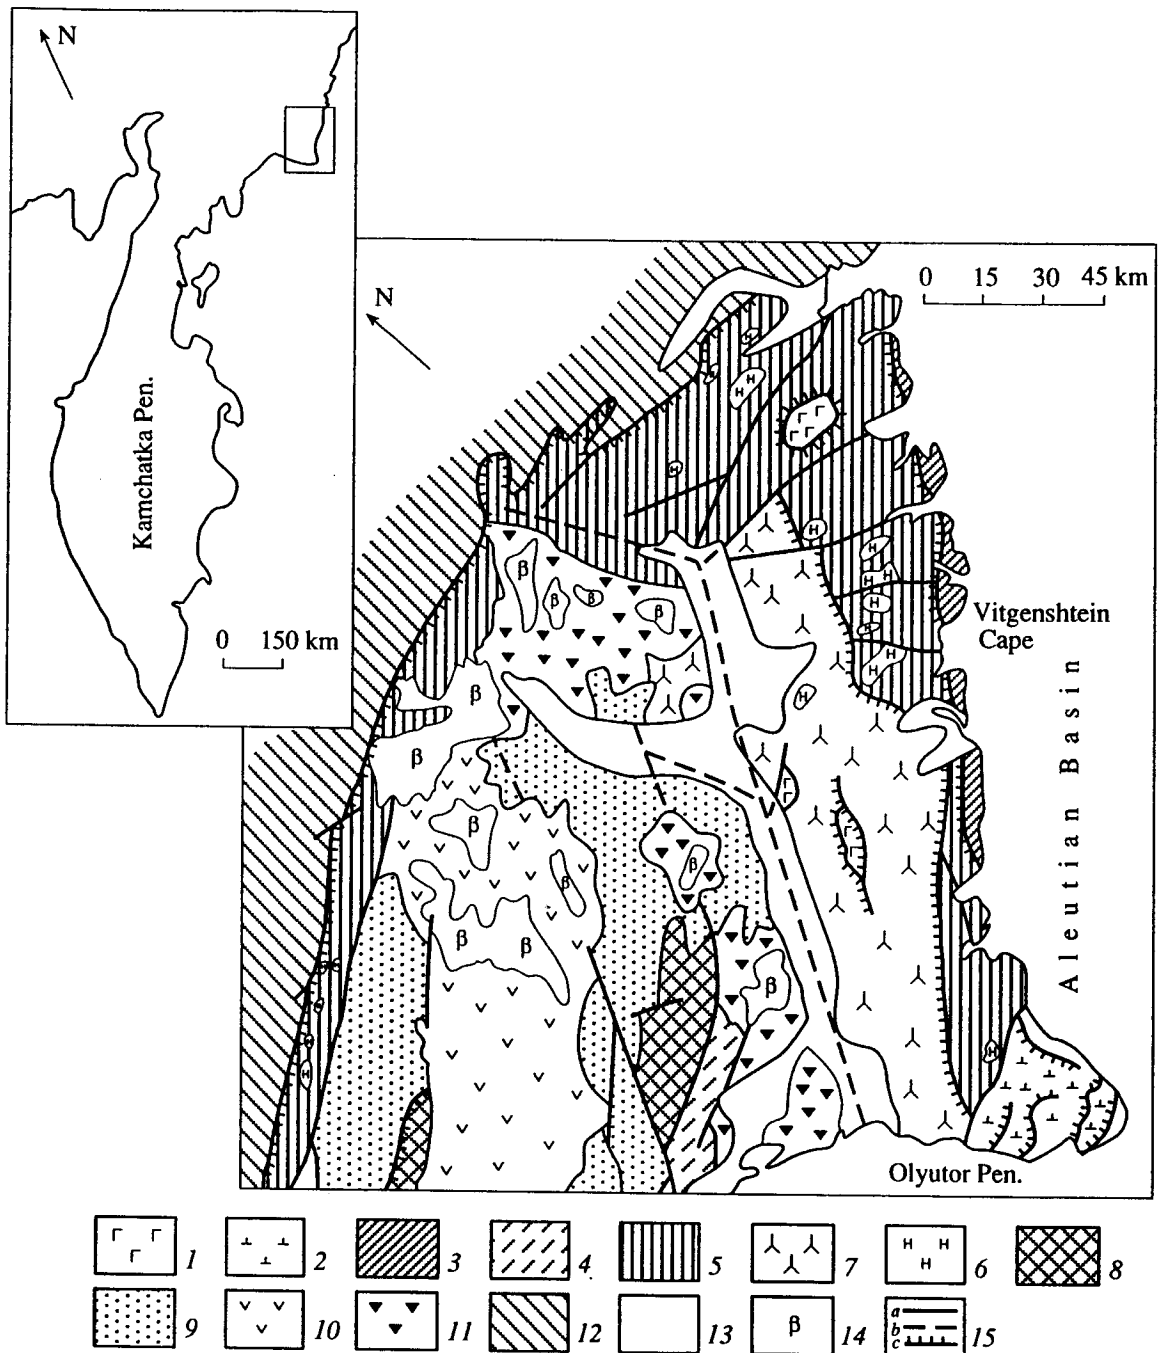 N
Kamchatka Pen.
0 150 km
N
0 15 30 45 km
Vitgenshtein
Cape
Aleutian Basin
Olyutor Pen.
1 2 3 4 5 7 6 8
9 10 11 12 13 β 14 a b c 15